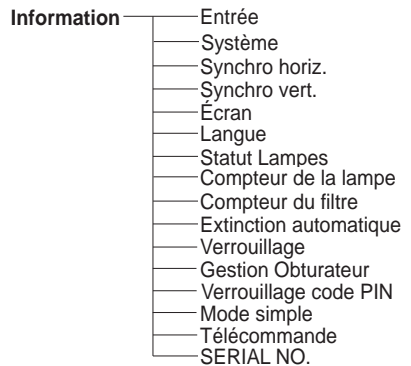 Information Entrée
Système
Synchro horiz.
Synchro vert.
Écran
Langue
Statut Lampes
Compteur de la lampe
Compteur du filtre
Extinction automatique
Verrouillage
Gestion Obturateur
Verrouillage code PIN
Mode simple
Télécommande
SERIAL NO.